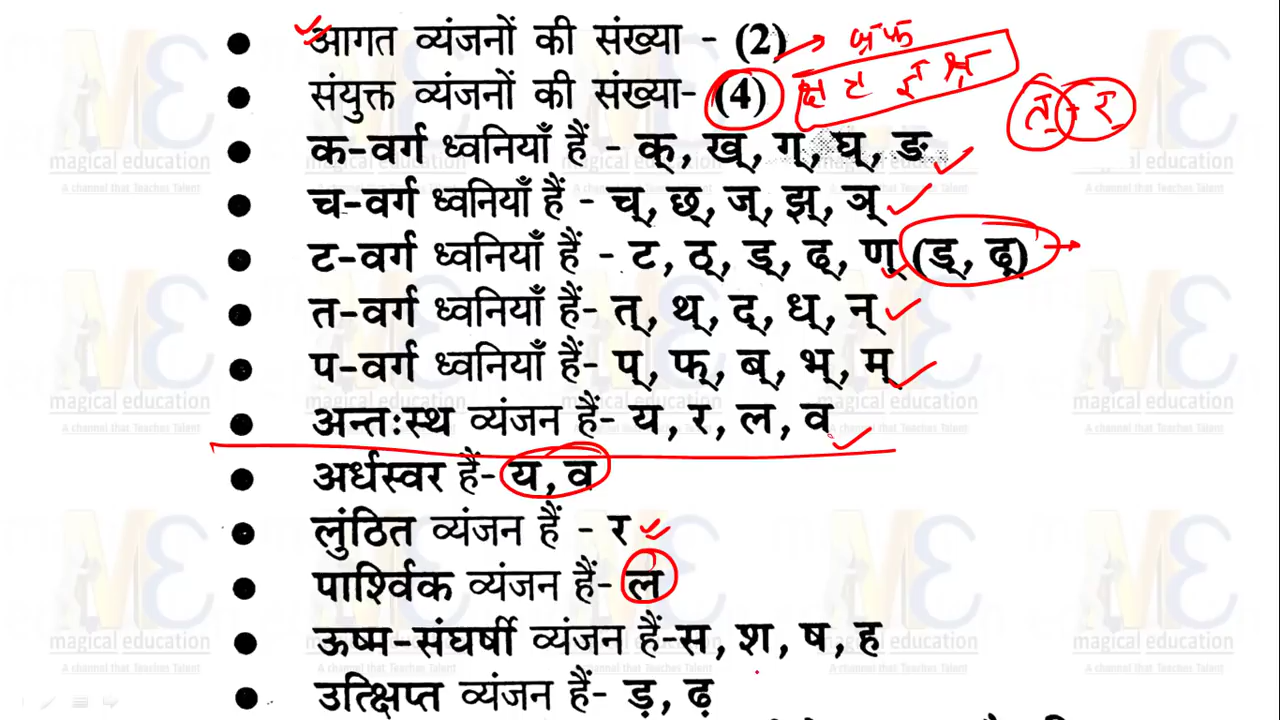 आगत व्यंजनों की संख्या - (2)
संयुक्त व्यंजनों की संख्या- (4) क्ष त्र ज्ञ श्र त् - र
क-वर्ग ध्वनियाँ हैं - क्, ख्, ग्, घ्, ङ
च-वर्ग ध्वनियाँ हैं - च्, छ्, ज्, झ्, ञ्
ट-वर्ग ध्वनियाँ हैं - ट, ठ्, ड्, ढ्, ण् (ड़्, ढ़्)
त-वर्ग ध्वनियाँ हैं- त्, थ्, द्, ध्, न्
प-वर्ग ध्वनियाँ हैं- प्, फ्, ब्, भ्, म्
अन्तःस्थ व्यंजन हैं- य, र, ल, व
अर्धस्वर हैं- य, व
लुंठित व्यंजन हैं - र
पार्श्विक व्यंजन हैं- ल
ऊष्म-संघर्षी व्यंजन हैं-स, श, ष, ह
उत्क्षिप्त व्यंजन हैं- ड़, ढ़
magical education
A channel that Teaches Talent